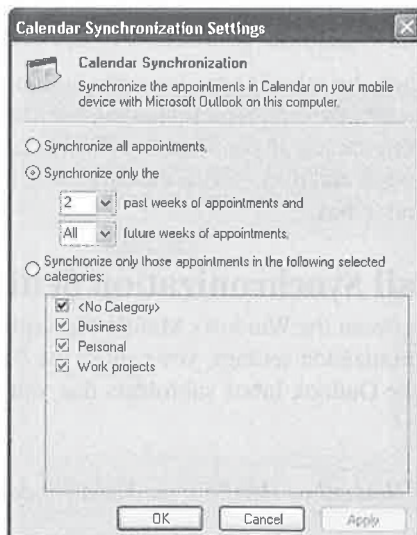 Calendar Synchronization Settings
Calendar Synchronization
Synchronize the appointments in Calendar on your mobile
device with Microsoft Outlook on this computer.
Synchronize all appointments.
Synchronize only the
2 past weeks of appointments and
All future weeks of appointments.
Synchronize only those appointments in the following selected
categories:
<No Category>
Business
Personal
Work projects
OK Cancel Apply